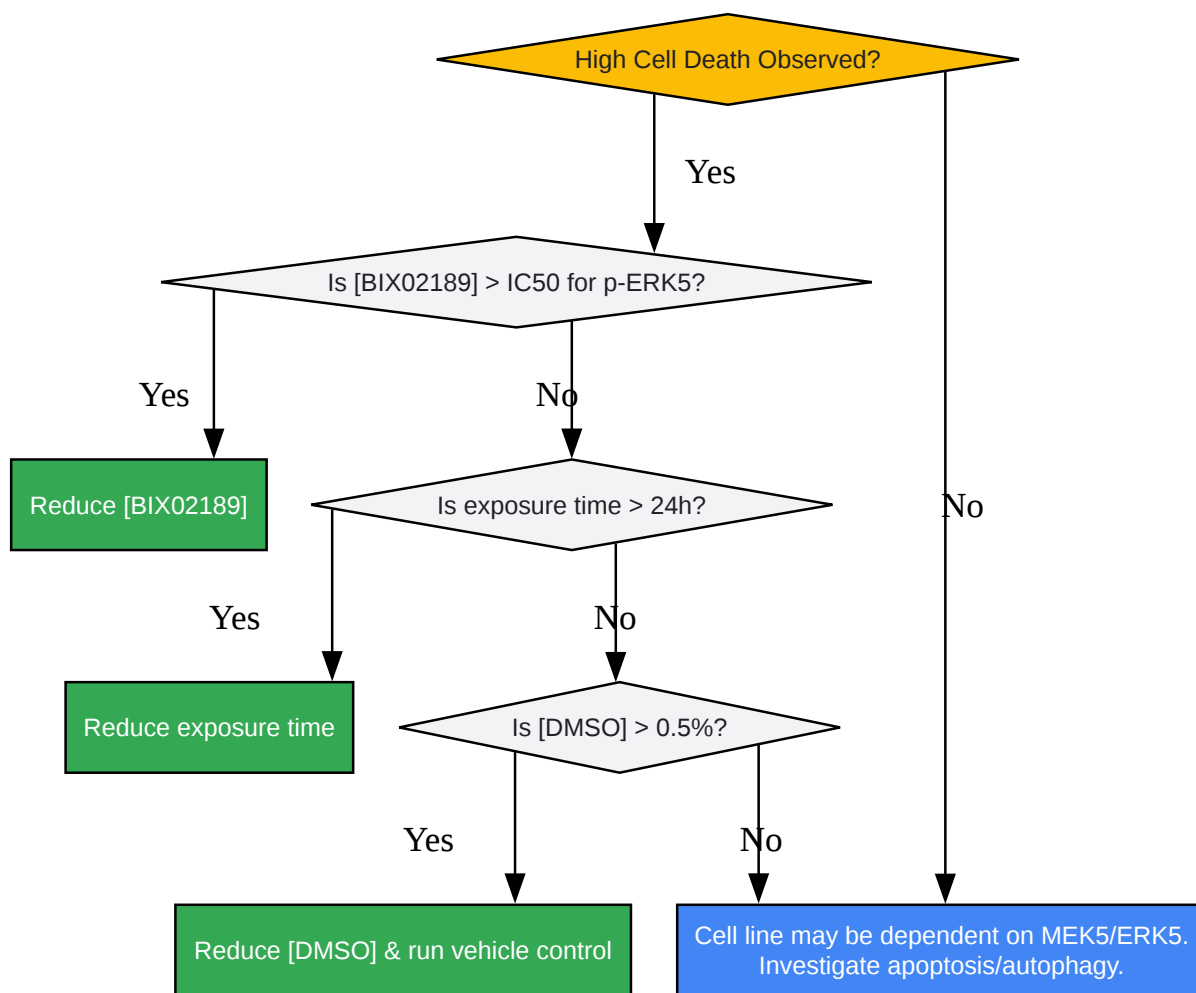 High Cell Death Observed?
Yes
Is [BIX02189] > IC50 for p-ERK5?
Yes
No
Reduce [BIX02189]
Is exposure time > 24h?
No
Yes
No
Reduce exposure time
Is [DMSO] > 0.5%?
Yes
No
Reduce [DMSO] & run vehicle control
Cell line may be dependent on MEK5/ERK5.
Investigate apoptosis/autophagy.